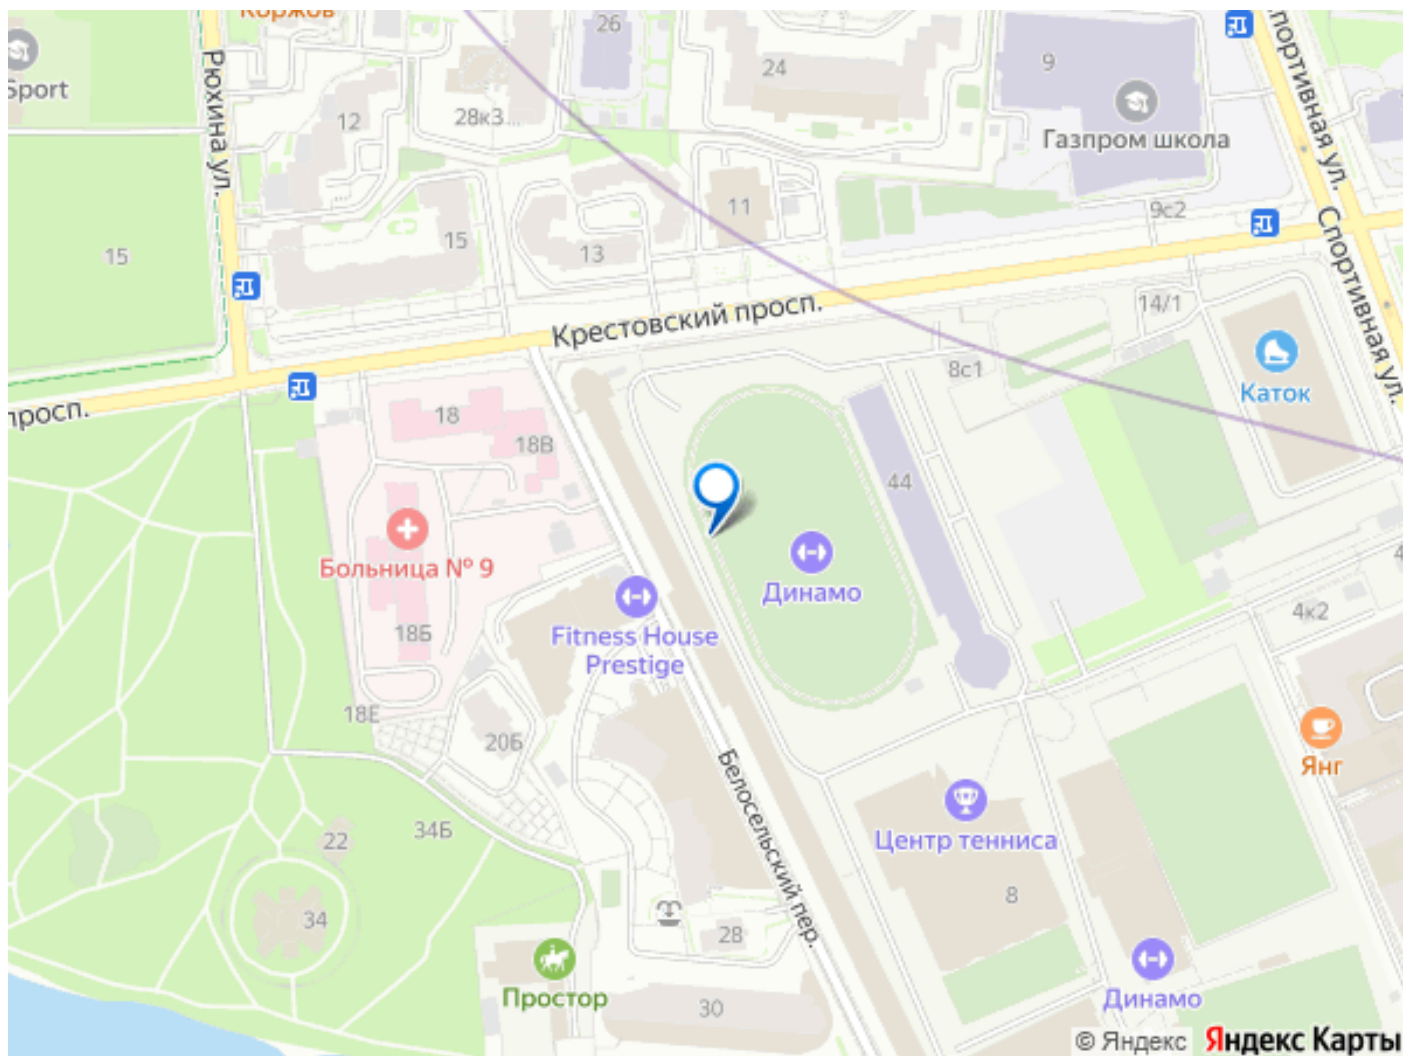 Коржов
26
24
9
Sport
Рюхина ул.
12
28к3...
Газпром школа
Спортивная ул.
15
15
13
11
9с2
Спортивная ул.
Крестовский просп.
14/1
8с1
Каток
просп.
18
18В
44
Больница № 9
18Б
Fitness House
Prestige
Динамо
4к2
18Е
20Б
Янг
Белосельский пер.
Центр тенниса
22
34Б
34
8
28
Простор
30
Динамо
© Яндекс Яндекс Карты